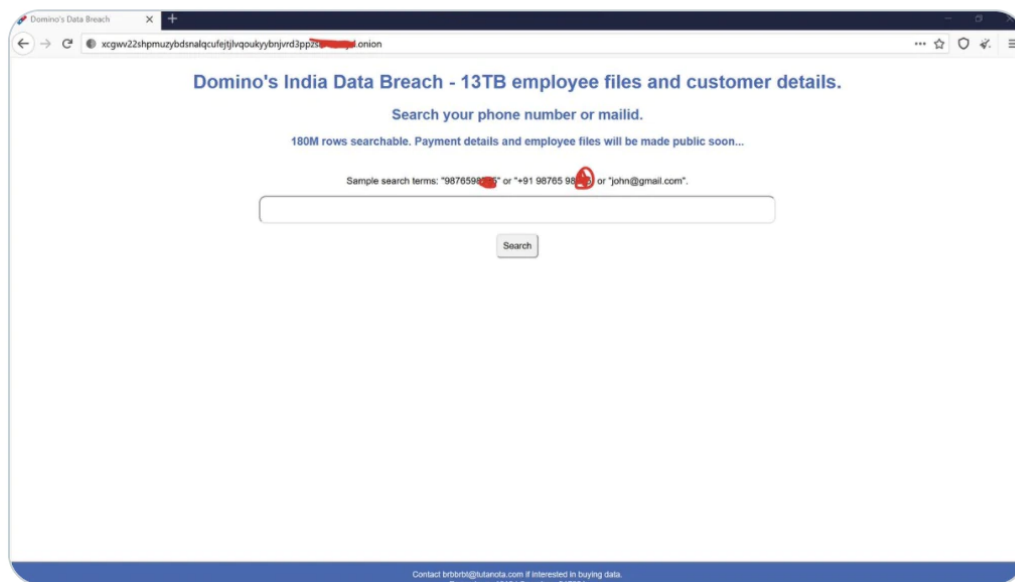 Domino's Data Breach
.onion
Domino's India Data Breach - 13TB employee files and customer details.
Search your phone number or mailid.
180M rows searchable. Payment details and employee files will be made public soon...
Sample search terms: or "+91 98765 or "john@gmail.com".
Search
Contact brbbrbt@tutanota.com if interested in buying data.